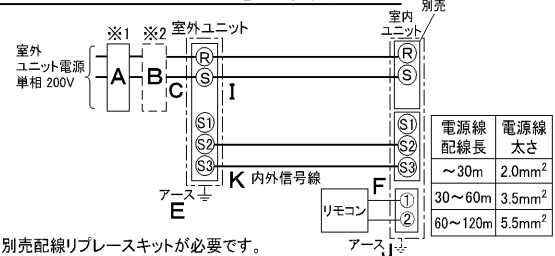 別売
※1
※2
室外ユニット
室内
ユニット
室外
ユニット電源
単相 200V
A
B
C
I
R
S
R
S
S1
S2
S3
S1
S2
S3
K 内外信号線
アース
E
F
リモコン
①
②
アース
J
電源線
配線長
電源線
太さ
～30m 2.0mm²
30～60m 3.5mm²
60～120m 5.5mm²
別売配線リプレースキットが必要です。